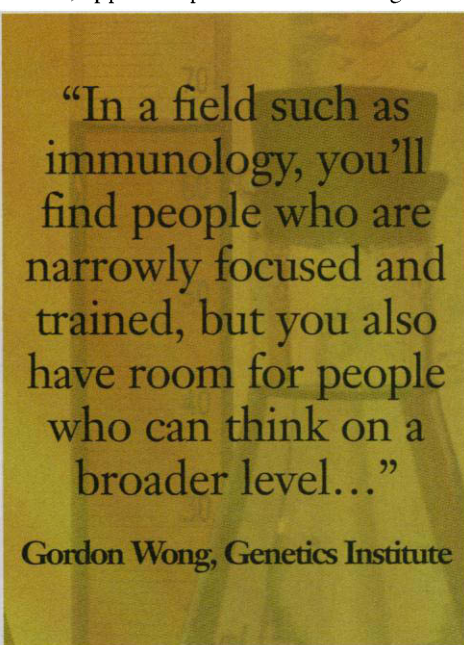 “In a field such as
immunology, you’ll
find people who are
narrowly focused and
trained, but you also
have room for people
who can think on a
broader level…”
Gordon Wong, Genetics Institute